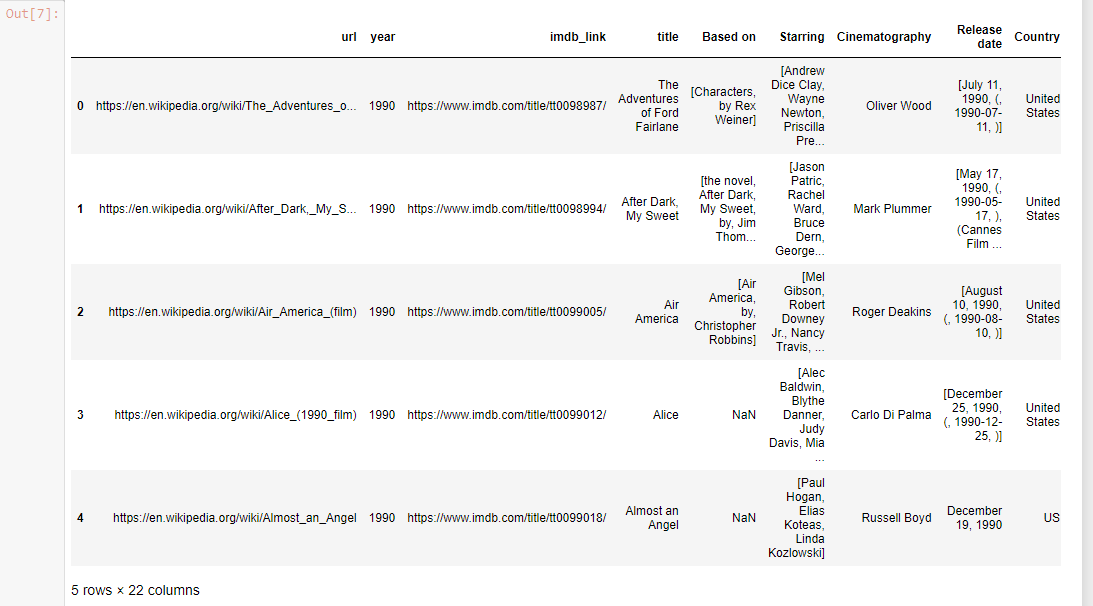 Out[7]:
url year imdb_link title Based on Starring Cinematography Release date Country
0 https://en.wikipedia.org/wiki/The_Adventures_o... 1990 https://www.imdb.com/title/tt0098987/ The Adventures of Ford Fairlane [Characters, by Rex Weiner] [Andrew Dice Clay, Wayne Newton, Priscilla Pre... Oliver Wood [July 11, 1990, (, 1990-07-11, )] United States
1 https://en.wikipedia.org/wiki/After_Dark,_My_S... 1990 https://www.imdb.com/title/tt0098994/ After Dark, My Sweet [the novel, After Dark, My Sweet, by, Jim Thom... [Jason Patric, Rachel Ward, Bruce Dern, George... Mark Plummer [May 17, 1990, (, 1990-05-17, ), (Cannes Film ... United States
2 https://en.wikipedia.org/wiki/Air_America_(film) 1990 https://www.imdb.com/title/tt0099005/ Air America [Air America, by, Christopher Robbins] [Mel Gibson, Robert Downey Jr., Nancy Travis, ... Roger Deakins [August 10, 1990, (, 1990-08-10, )] United States
3 https://en.wikipedia.org/wiki/Alice_(1990_film) 1990 https://www.imdb.com/title/tt0099012/ Alice NaN [Alec Baldwin, Blythe Danner, Judy Davis, Mia ... Carlo Di Palma [December 25, 1990, (, 1990-12-25, )] United States
4 https://en.wikipedia.org/wiki/Almost_an_Angel 1990 https://www.imdb.com/title/tt0099018/ Almost an Angel NaN [Paul Hogan, Elias Koteas, Linda Kozlowski] Russell Boyd December 19, 1990 US
5 rows × 22 columns